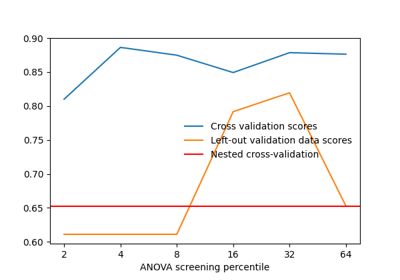 0.90
0.85
0.80
0.75
0.70
0.65
0.60
Cross validation scores
Left-out validation data scores
Nested cross-validation
2 4 8 16 32 64
ANOVA screening percentile